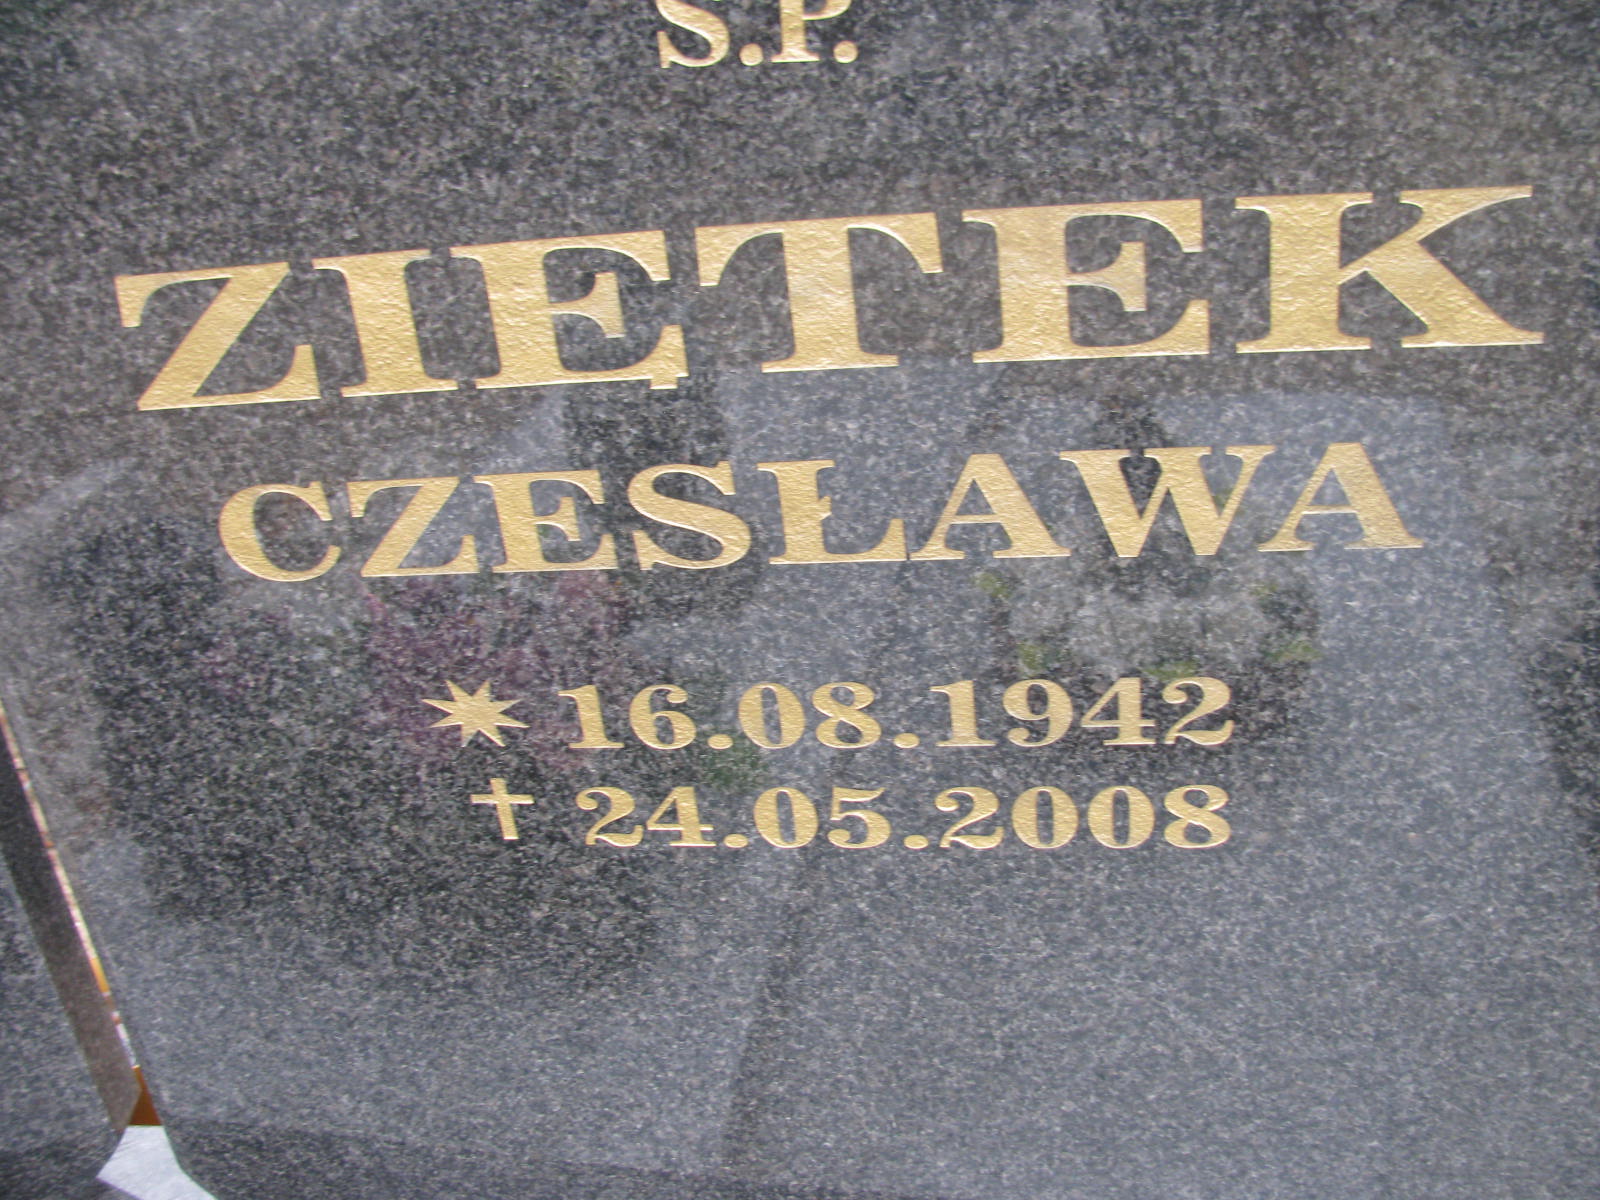 Ś.P.
ZIĘTEK
CZESŁAWA
16.08.1942
✝ 24.05.2008